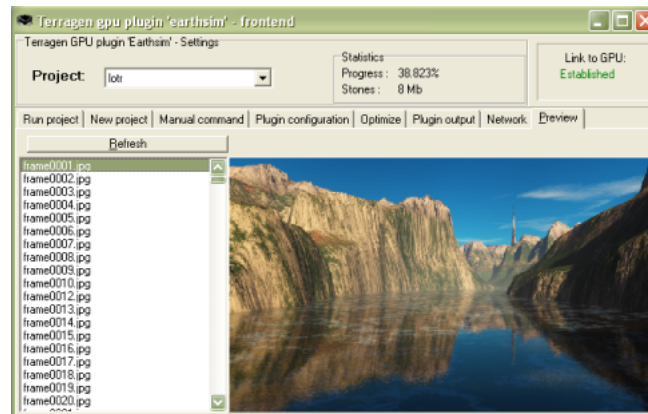 Terragen gpu plugin 'earthsim' - frontend
Terragen GPU plugin 'Earthsim' - Settings
Project: lotr
Statistics
Progress : 38.823%
Stones : 8 Mb
Link to GPU:
Established
Run project New project Manual command Plugin configuration Optimize Plugin output Network Preview
Refresh
frame0001.jpg
frame0002.jpg
frame0003.jpg
frame0004.jpg
frame0005.jpg
frame0006.jpg
frame0007.jpg
frame0008.jpg
frame0009.jpg
frame0010.jpg
frame0012.jpg
frame0013.jpg
frame0014.jpg
frame0015.jpg
frame0016.jpg
frame0017.jpg
frame0018.jpg
frame0019.jpg
frame0020.jpg